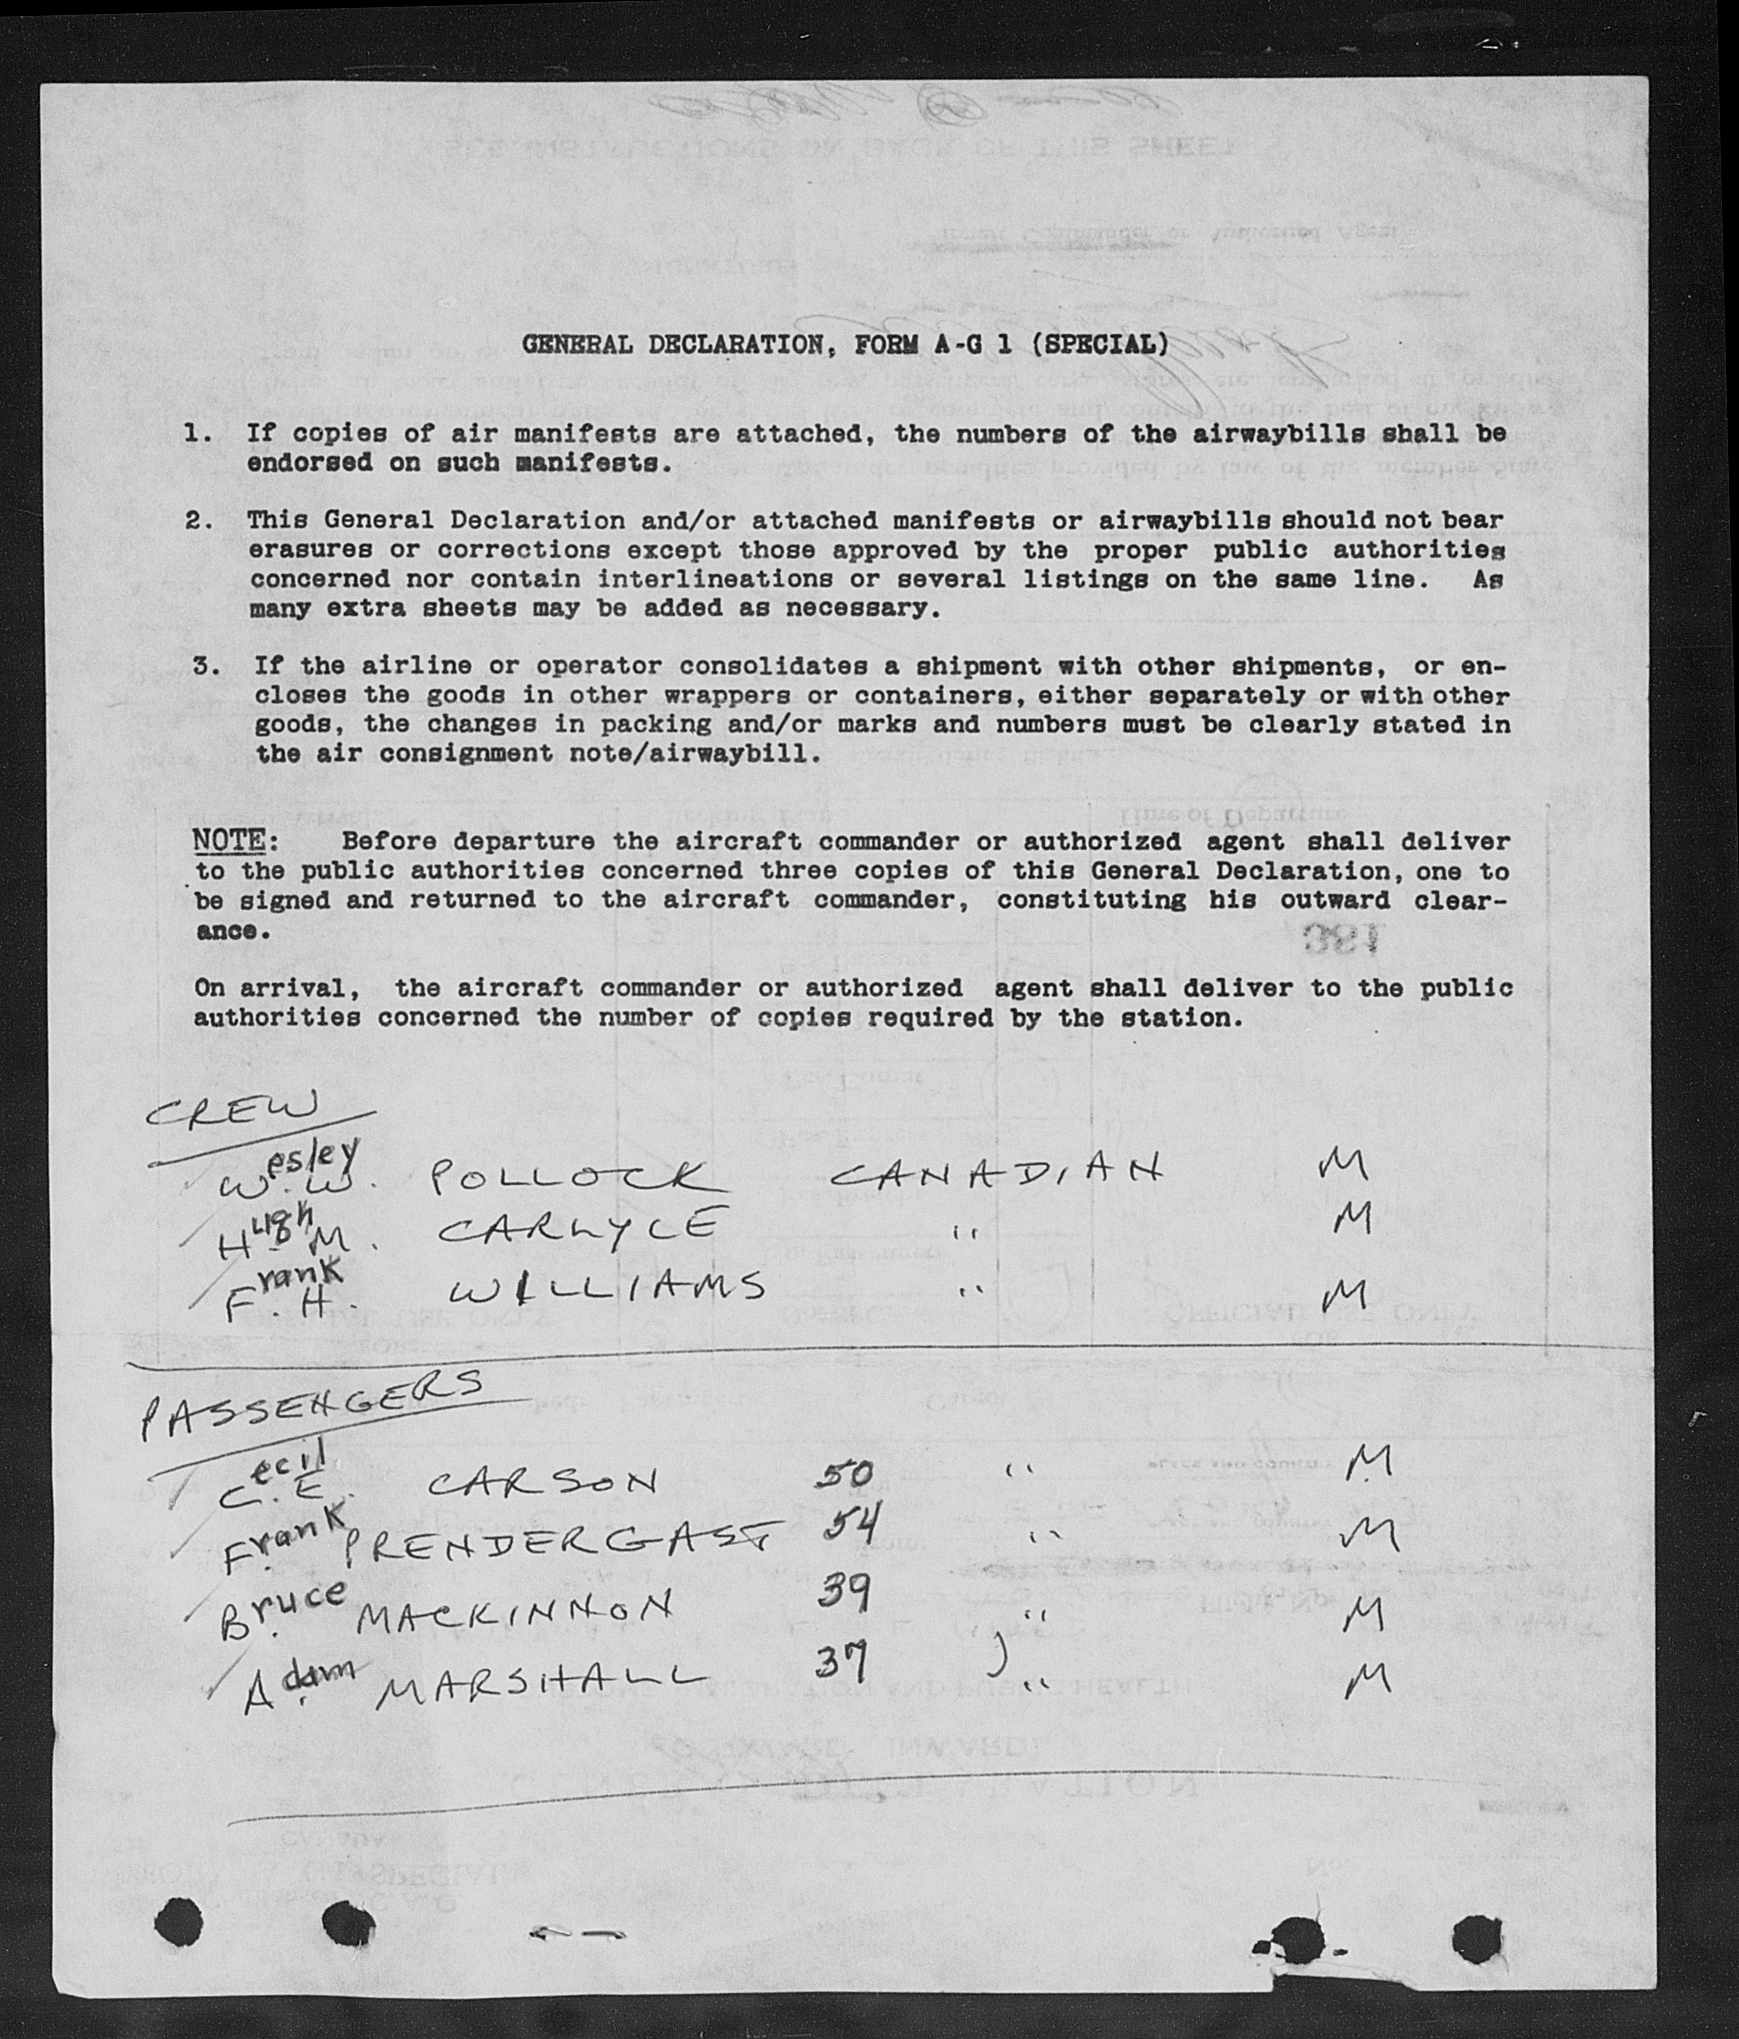 GENERAL DECLARATION, FORM A-G 1 (SPECIAL)
1. If copies of air manifests are attached, the numbers of the airwaybills shall be
endorsed on such manifests.
2. This General Declaration and/or attached manifests or airwaybills should not bear
erasures or corrections except those approved by the proper public authorities
concerned nor contain interlineations or several listings on the same line. As
many extra sheets may be added as necessary.
3. If the airline or operator consolidates a shipment with other shipments, or en-
closes the goods in other wrappers or containers, either separately or with other
goods, the changes in packing and/or marks and numbers must be clearly stated in
the air consignment note/airwaybill.
NOTE: Before departure the aircraft commander or authorized agent shall deliver
to the public authorities concerned three copies of this General Declaration, one to
be signed and returned to the aircraft commander, constituting his outward clear-
ance.
381
On arrival, the aircraft commander or authorized agent shall deliver to the public
authorities concerned the number of copies required by the station.
CREW
Wesley W. POLLOCK CANADIAN M
Hugh M. CARLYLE " M
Frank H. WILLIAMS " M
PASSENGERS
Cecil E. CARSON 50 " M
Frank PRENDERGAST 54 " M
Bruce MACKINNON 39 " M
Adam MARSHALL 37 " M